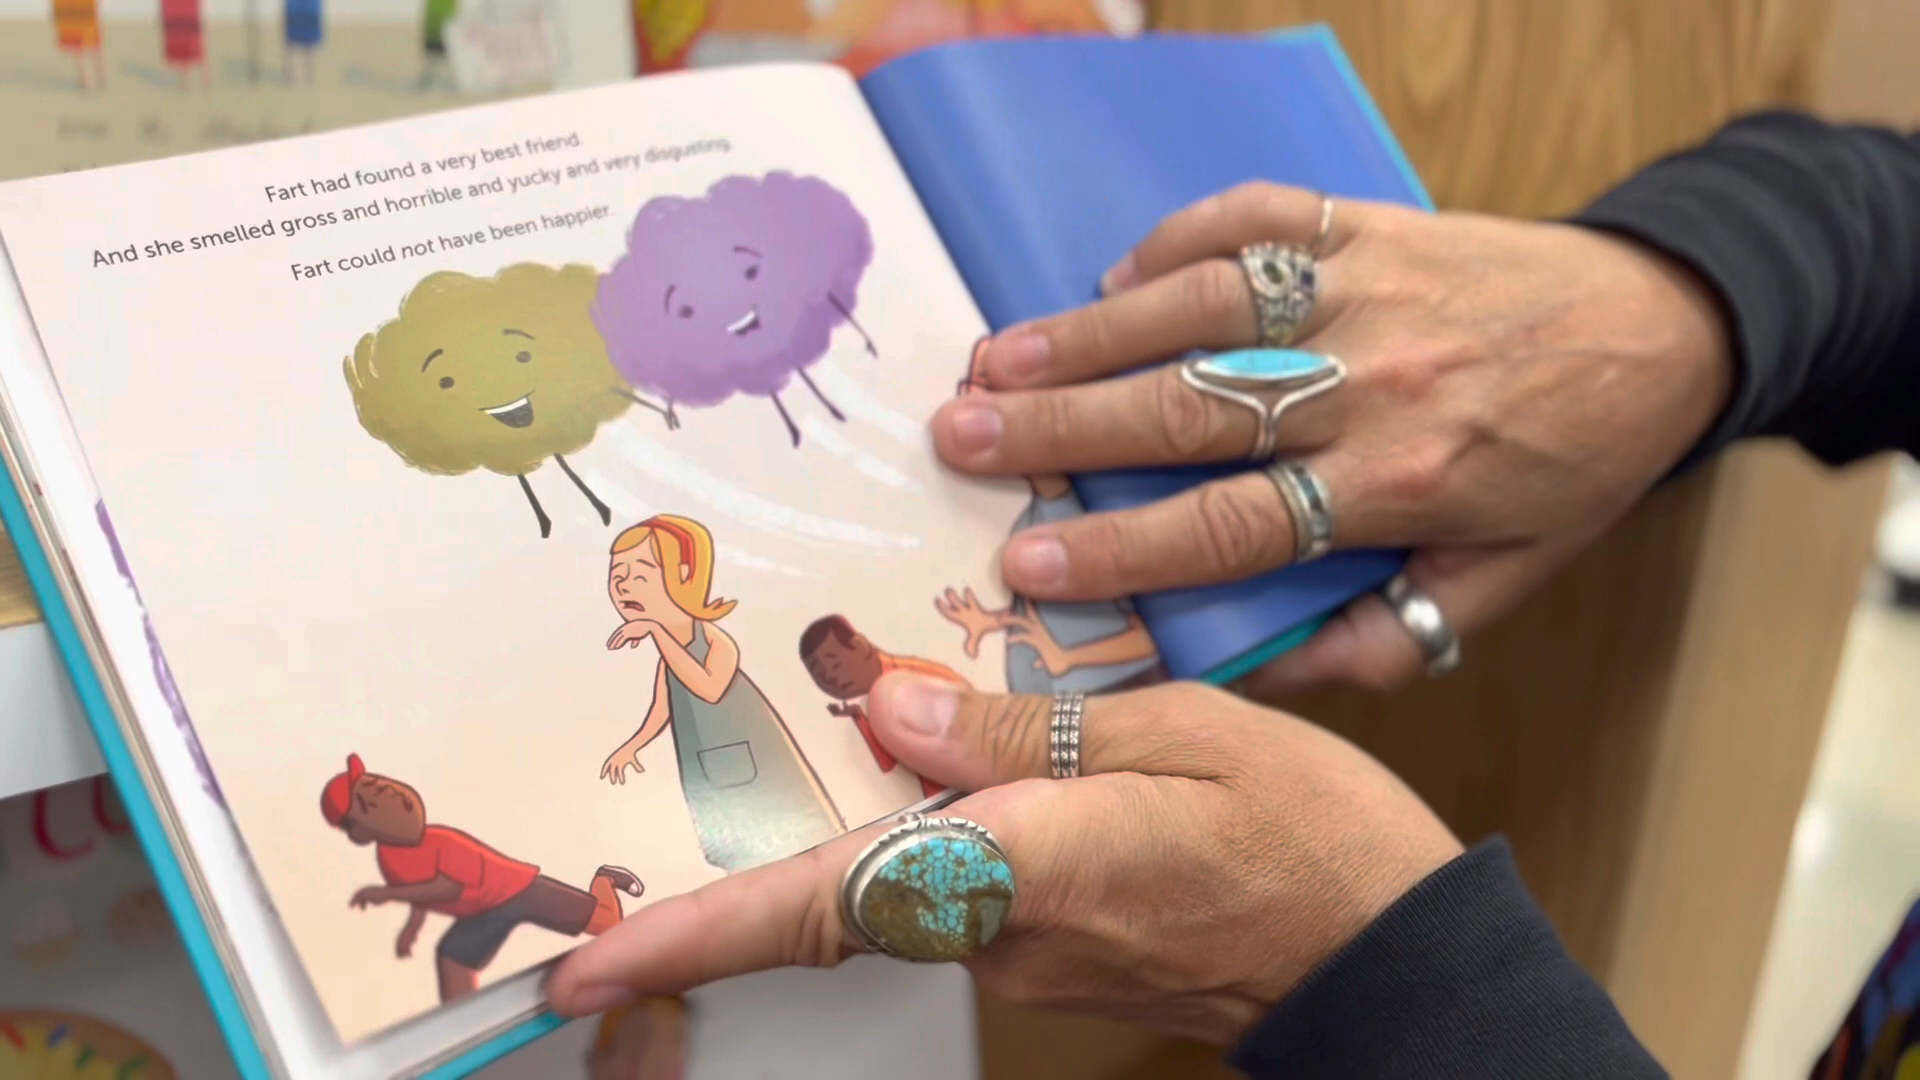 Fart had found a very best friend.
And she smelled gross and horrible and yucky and very disgusting.
Fart could not have been happier.